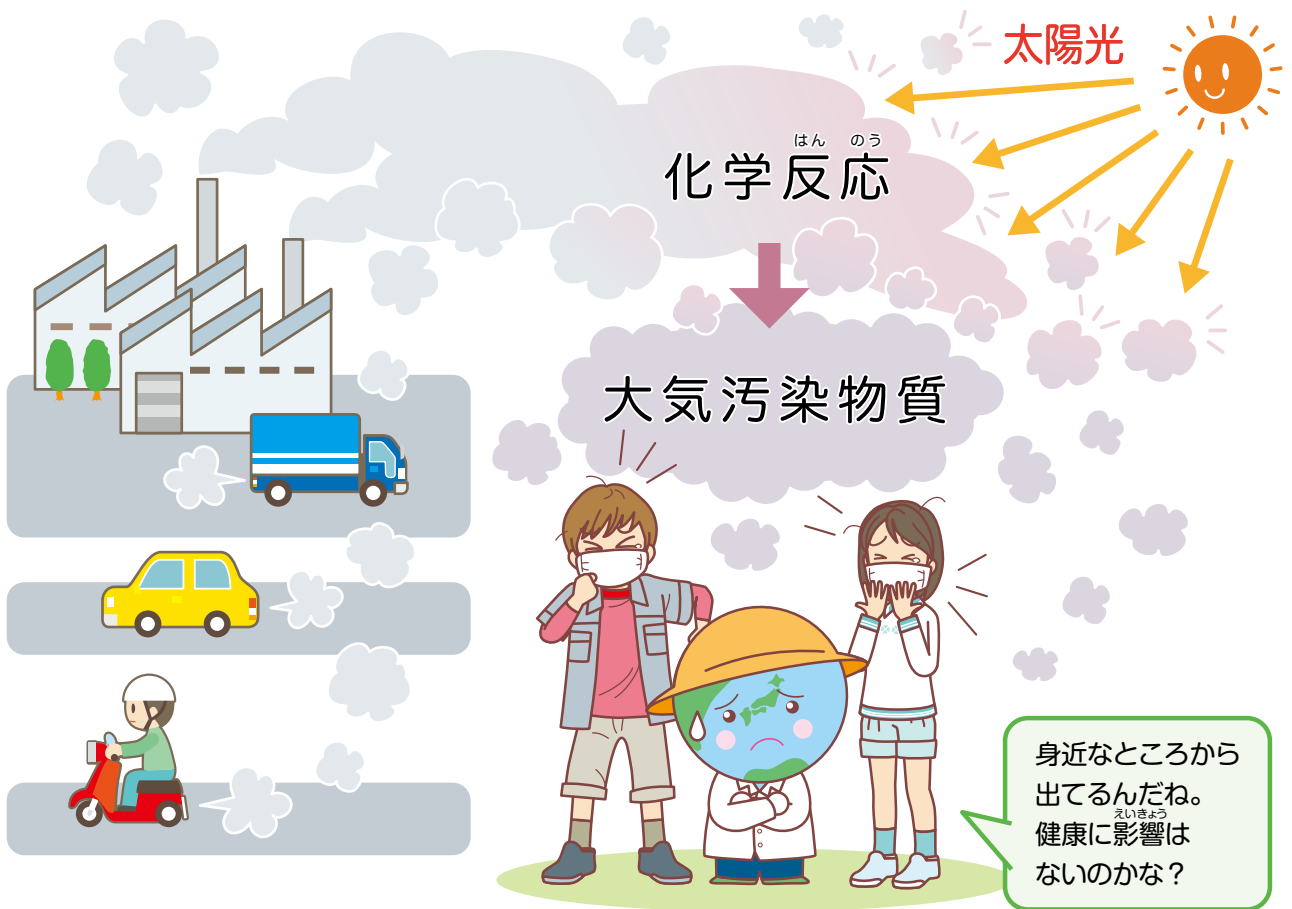 太陽光
はんのう
化学反応
大気汚染物質
身近なところから
出てるんだね。
えいきょう
健康に影響は
ないのかな？